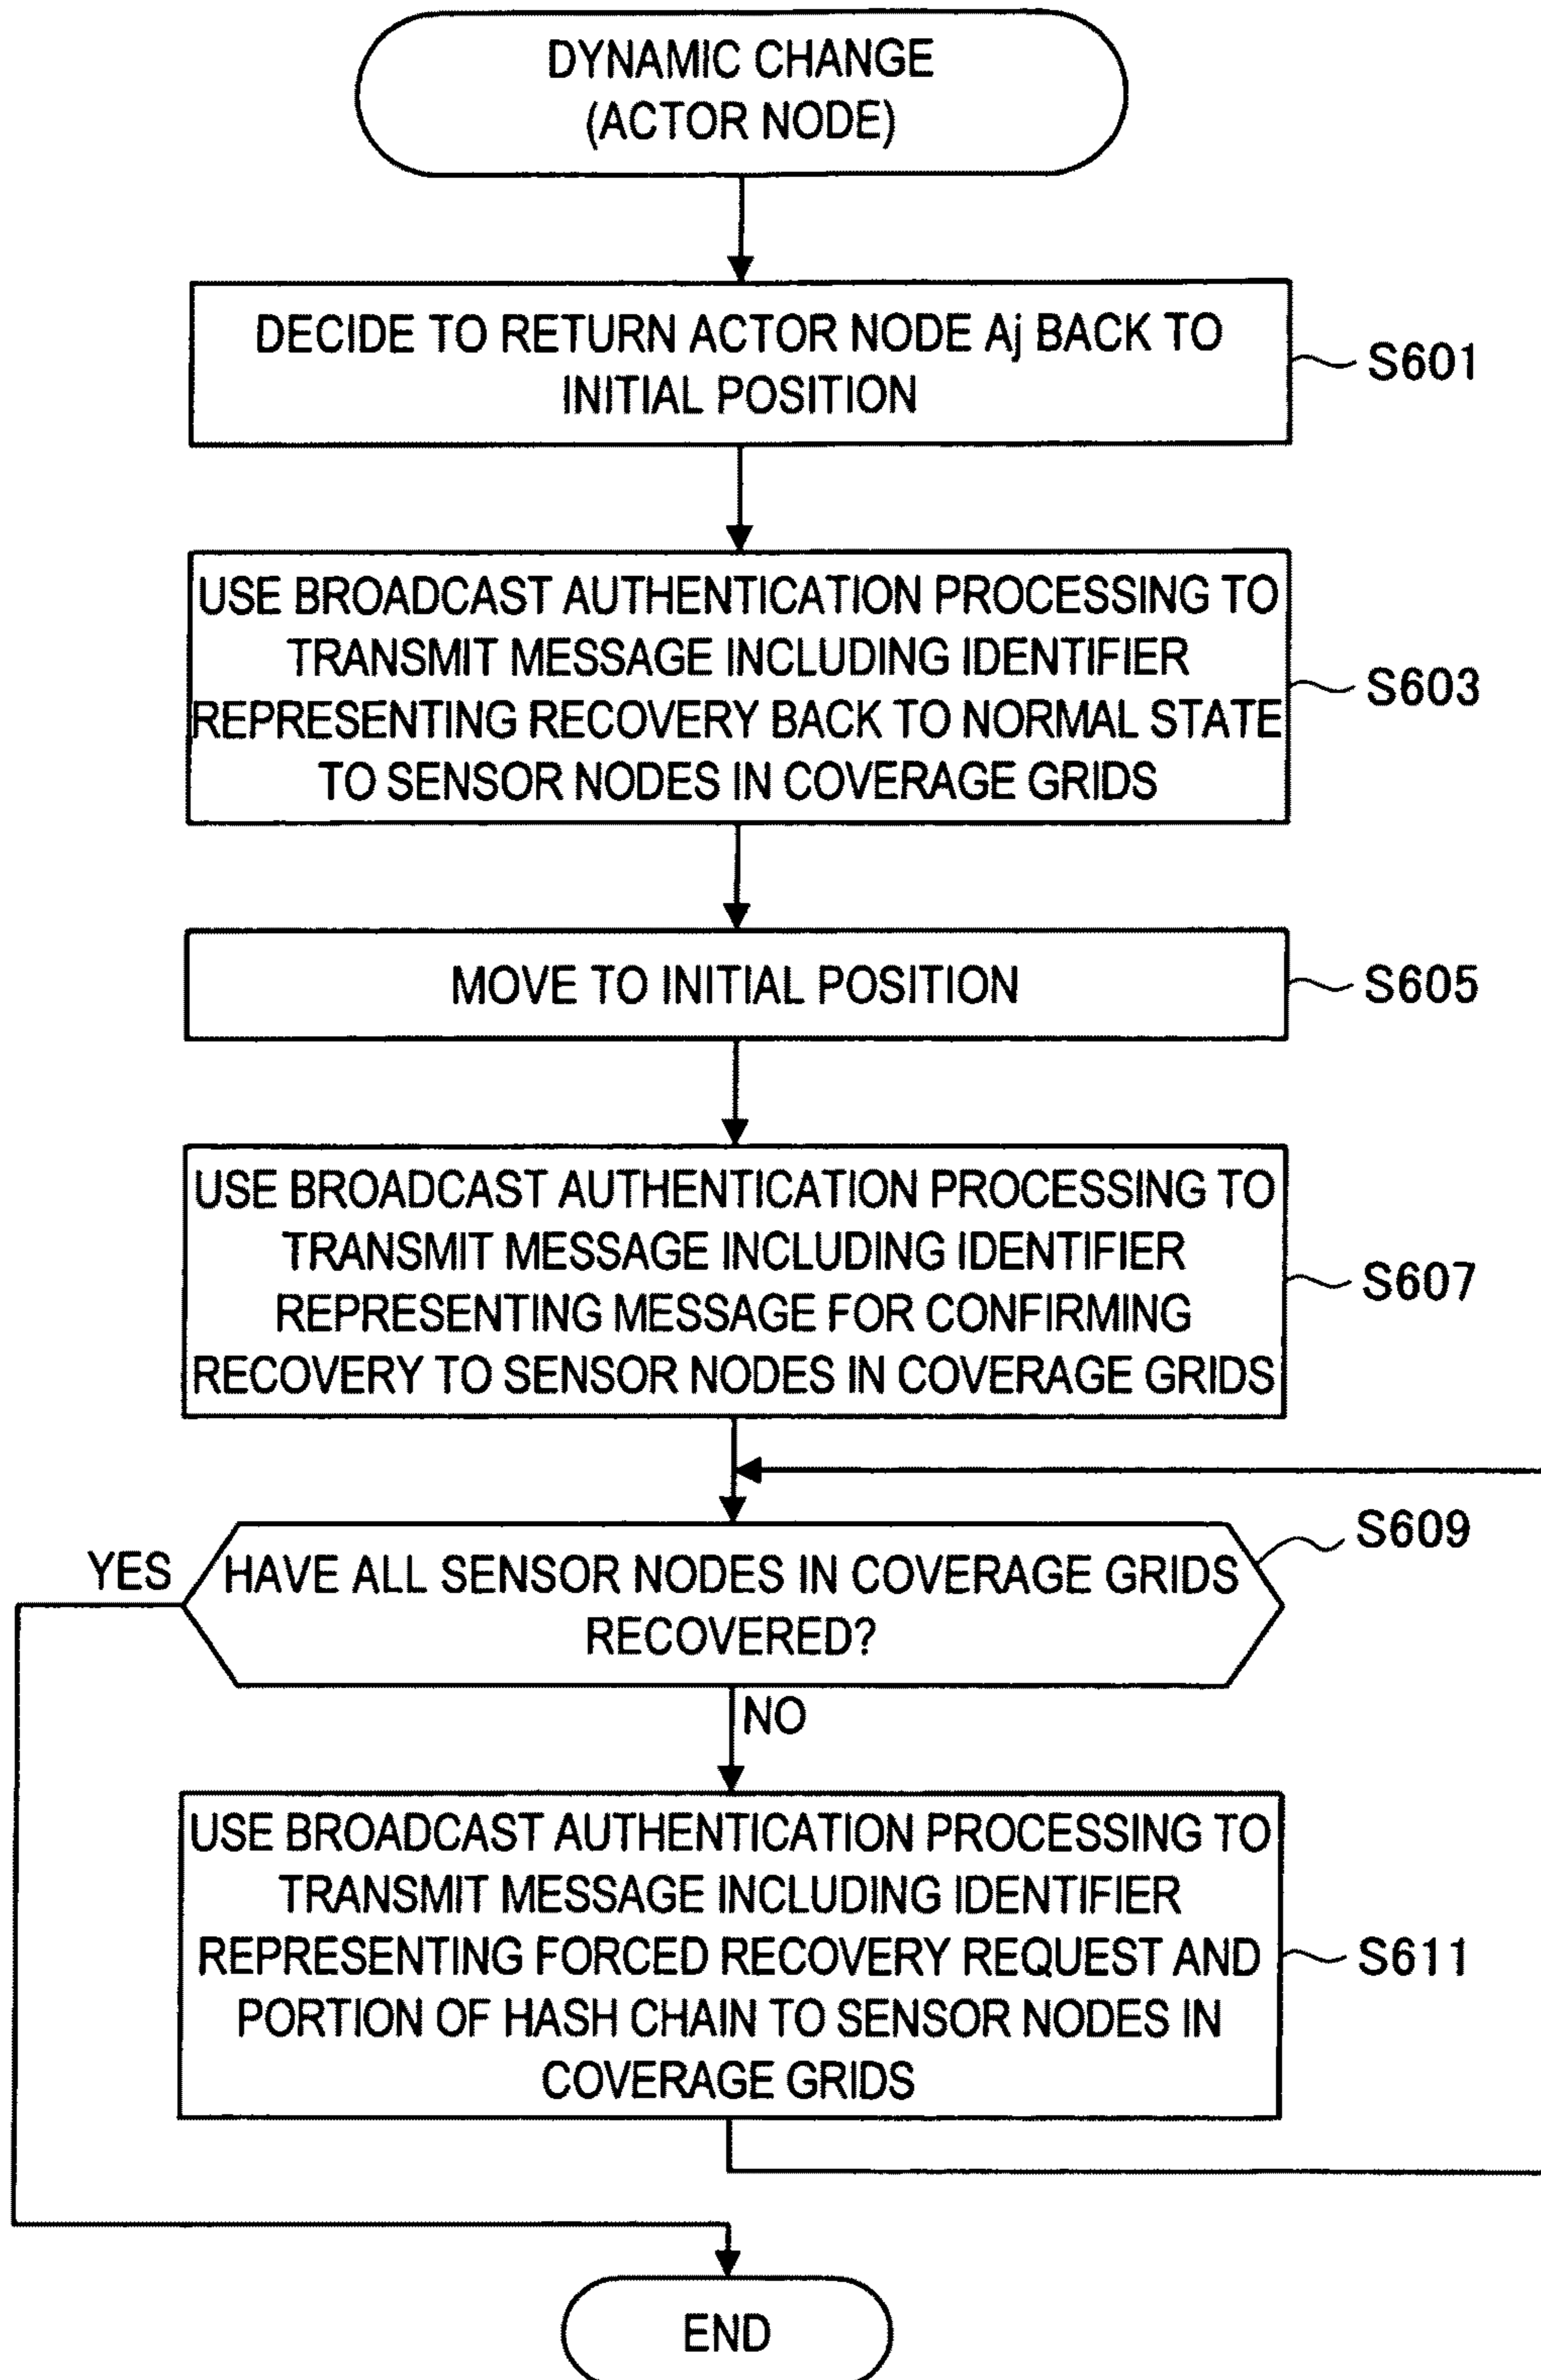 DYNAMIC CHANGE
(ACTOR NODE)
DECIDE TO RETURN ACTOR NODE Aj BACK TO
INITIAL POSITION
S601
USE BROADCAST AUTHENTICATION PROCESSING TO
TRANSMIT MESSAGE INCLUDING IDENTIFIER
REPRESENTING RECOVERY BACK TO NORMAL STATE
TO SENSOR NODES IN COVERAGE GRIDS
S603
MOVE TO INITIAL POSITION
S605
USE BROADCAST AUTHENTICATION PROCESSING TO
TRANSMIT MESSAGE INCLUDING IDENTIFIER
REPRESENTING MESSAGE FOR CONFIRMING
RECOVERY TO SENSOR NODES IN COVERAGE GRIDS
S607
S609
YES
HAVE ALL SENSOR NODES IN COVERAGE GRIDS
RECOVERED?
NO
USE BROADCAST AUTHENTICATION PROCESSING TO
TRANSMIT MESSAGE INCLUDING IDENTIFIER
REPRESENTING FORCED RECOVERY REQUEST AND
PORTION OF HASH CHAIN TO SENSOR NODES IN
COVERAGE GRIDS
S611
END